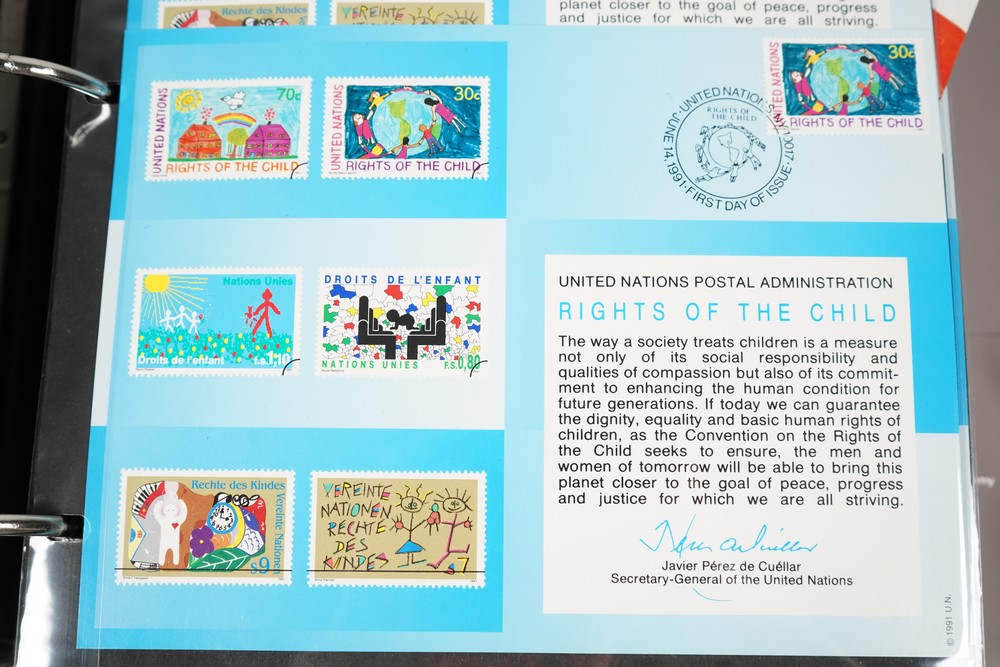 Rechte des Kindes
VEREINTE
planet closer to the goal of peace, progress
and justice for which we are all striving.
UNITED NATIONS
70c
RIGHTS OF THE CHILD
UNITED NATIONS
30c
RIGHTS OF THE CHILD
UNITED NATIONS
30c
RIGHTS OF THE CHILD
RIGHTS OF
THE CHILD
JUNE 14, 1991 · FIRST DAY OF ISSUE ·
Nations Unies
Droits de l'enfant
F.s. 1,10
DROITS DE L'ENFANT
NATIONS UNIES
F.S. 0,80
Rechte des Kindes
Vereinte Nationen
S9
VEREINTE
NATIONEN
RECHTE
DES
KINDES
S7
UNITED NATIONS POSTAL ADMINISTRATION
RIGHTS OF THE CHILD
The way a society treats children is a measure
not only of its social responsibility and
qualities of compassion but also of its commit-
ment to enhancing the human condition for
future generations. If today we can guarantee
the dignity, equality and basic human rights of
children, as the Convention on the Rights of
the Child seeks to ensure, the men and
women of tomorrow will be able to bring this
planet closer to the goal of peace, progress
and justice for which we are all striving.
Javier Pérez de Cuéllar
Secretary-General of the United Nations
© 1991 U.N.